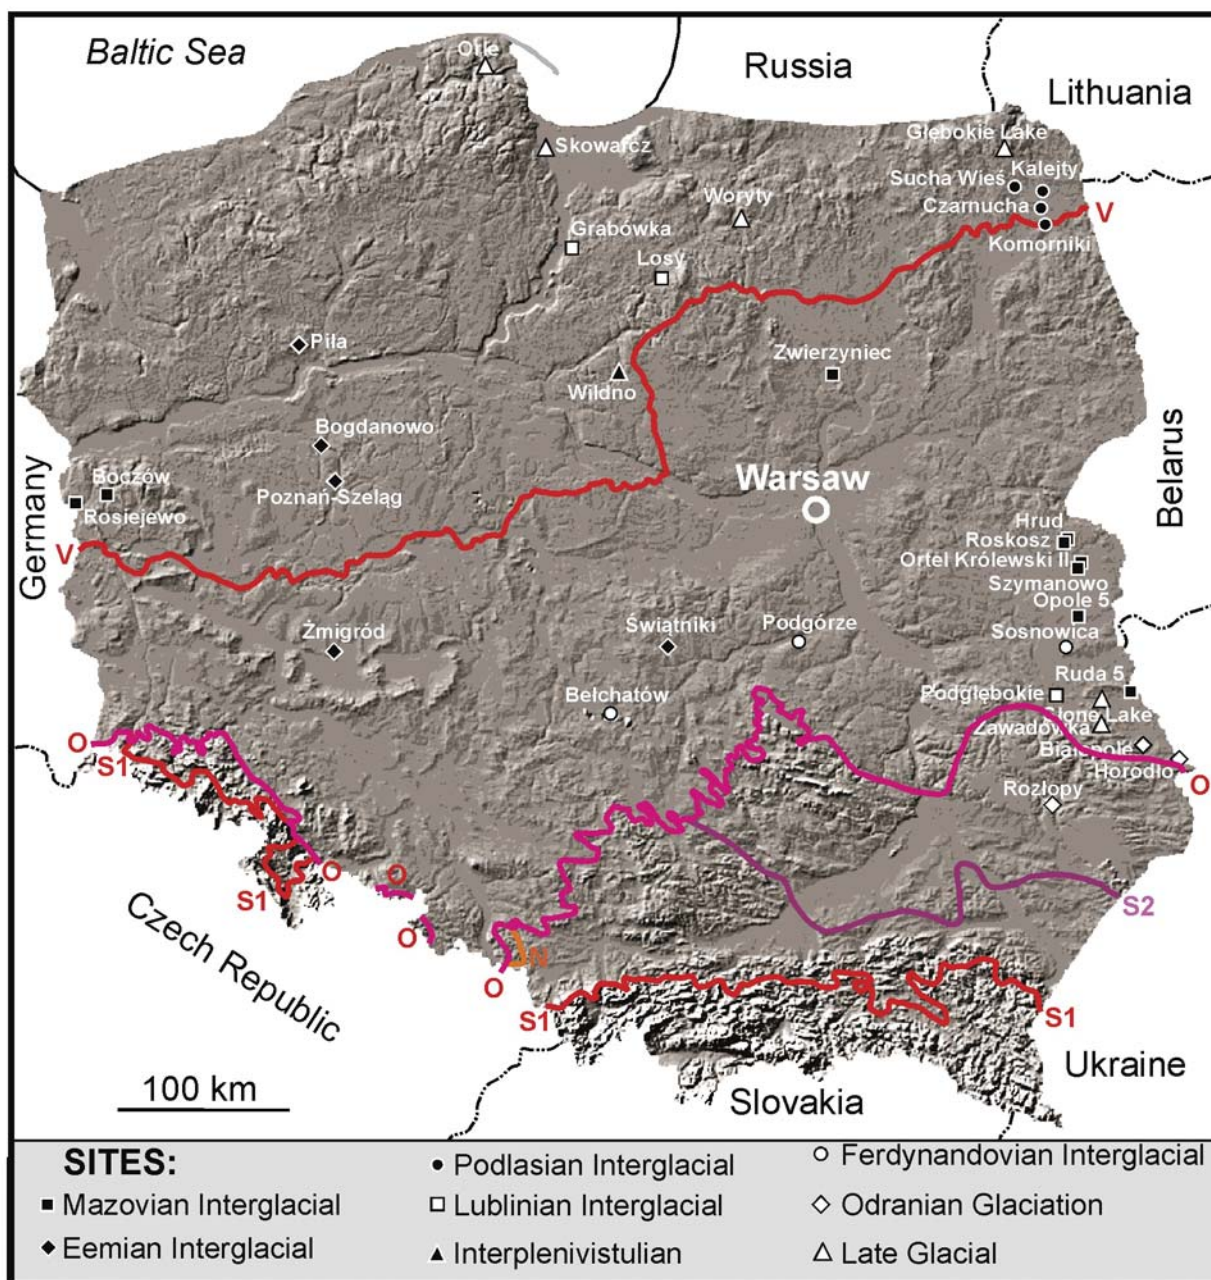 Baltic Sea
Orle
Russia
Lithuania
Skowarcz
Głębokie Lake
Kalejty
Sucha Wieś
Woryty
Czarnucha
V
Grabówka
Komorniki
Losy
Piła
Zwierzyniec
Wildno
Bogdanowo
Belarus
Boczów
Poznań-Szeląg
Warsaw
Rosiejewo
Germany
V
Hrud
Roskosz
Ortel Królewski II
Szymanowo
Opole 5
Żmigród
Świątniki
Podgórze
Sosnowica
Bełchatów
Ruda 5
Podgłębokie
Słone Lake
Zawadówka
O
S1
Białopole
Horodło
O
Rozłopy
O
O
S1
S2
Czech Republic
O
N
O
S1
S1
Ukraine
100 km
Slovakia
SITES:
Podlasian Interglacial
Ferdynandovian Interglacial
Mazovian Interglacial
Lublinian Interglacial
Odranian Glaciation
Eemian Interglacial
Interplenivistulian
Late Glacial